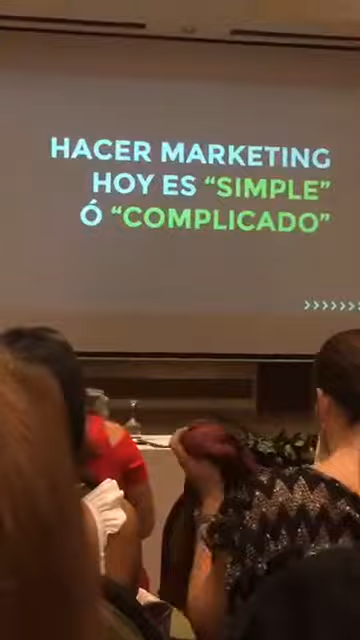 HACER MARKETING
HOY ES “SIMPLE”
Ó “COMPLICADO”
›››››››